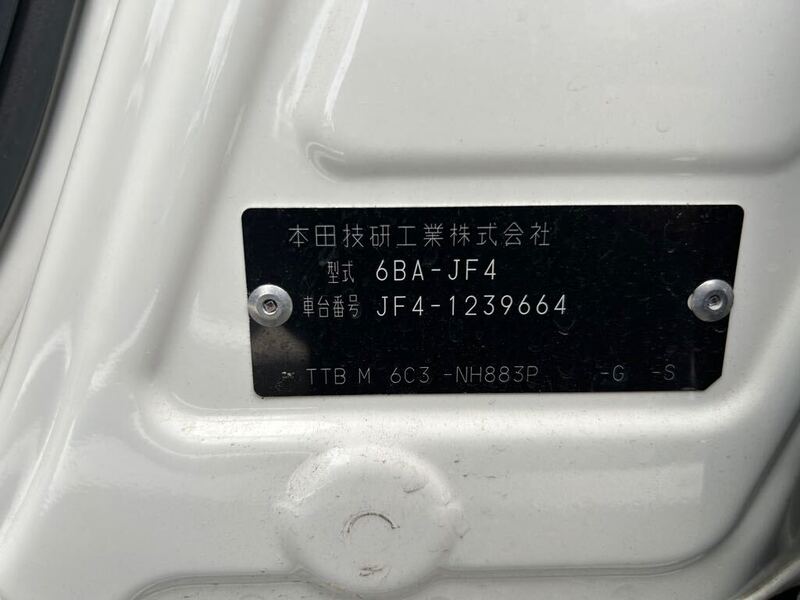 本田技研工業株式会社
型式 6BA-JF4
車台番号 JF4-1239664
TTB M 6C3 -NH883P -G -S